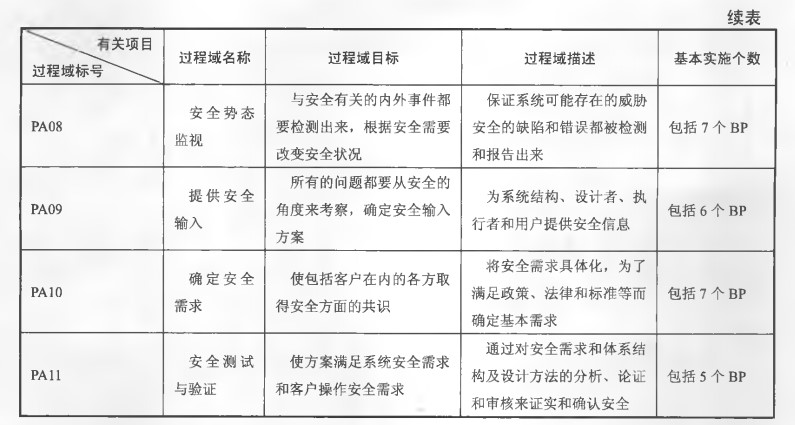 续表
有关项目
过程域标号
过程域名称
过程域目标
过程域描述
基本实施个数
PA08
安全势态
监视
与安全有关的内外事件都
要检测出来，根据安全需要
改变安全状况
保证系统可能存在的威胁
安全的缺陷和错误都被检测
和报告出来
包括 7 个 BP
PA09
提供安全
输入
所有的问题都要从安全的
角度来考察，确定安全输入
方案
为系统结构、设计者、执
行者和用户提供安全信息
包括 6 个 BP
PA10
确定安全
需求
使包括客户在内的各方取
得安全方面的共识
将安全需求具体化，为了
满足政策、法律和标准等而
确定基本需求
包括 7 个 BP
PA11
安全测试
与验证
使方案满足系统安全需求
和客户操作安全需求
通过对安全需求和体系结
构及设计方法的分析、论证
和审核来证实和确认安全
包括 5 个 BP